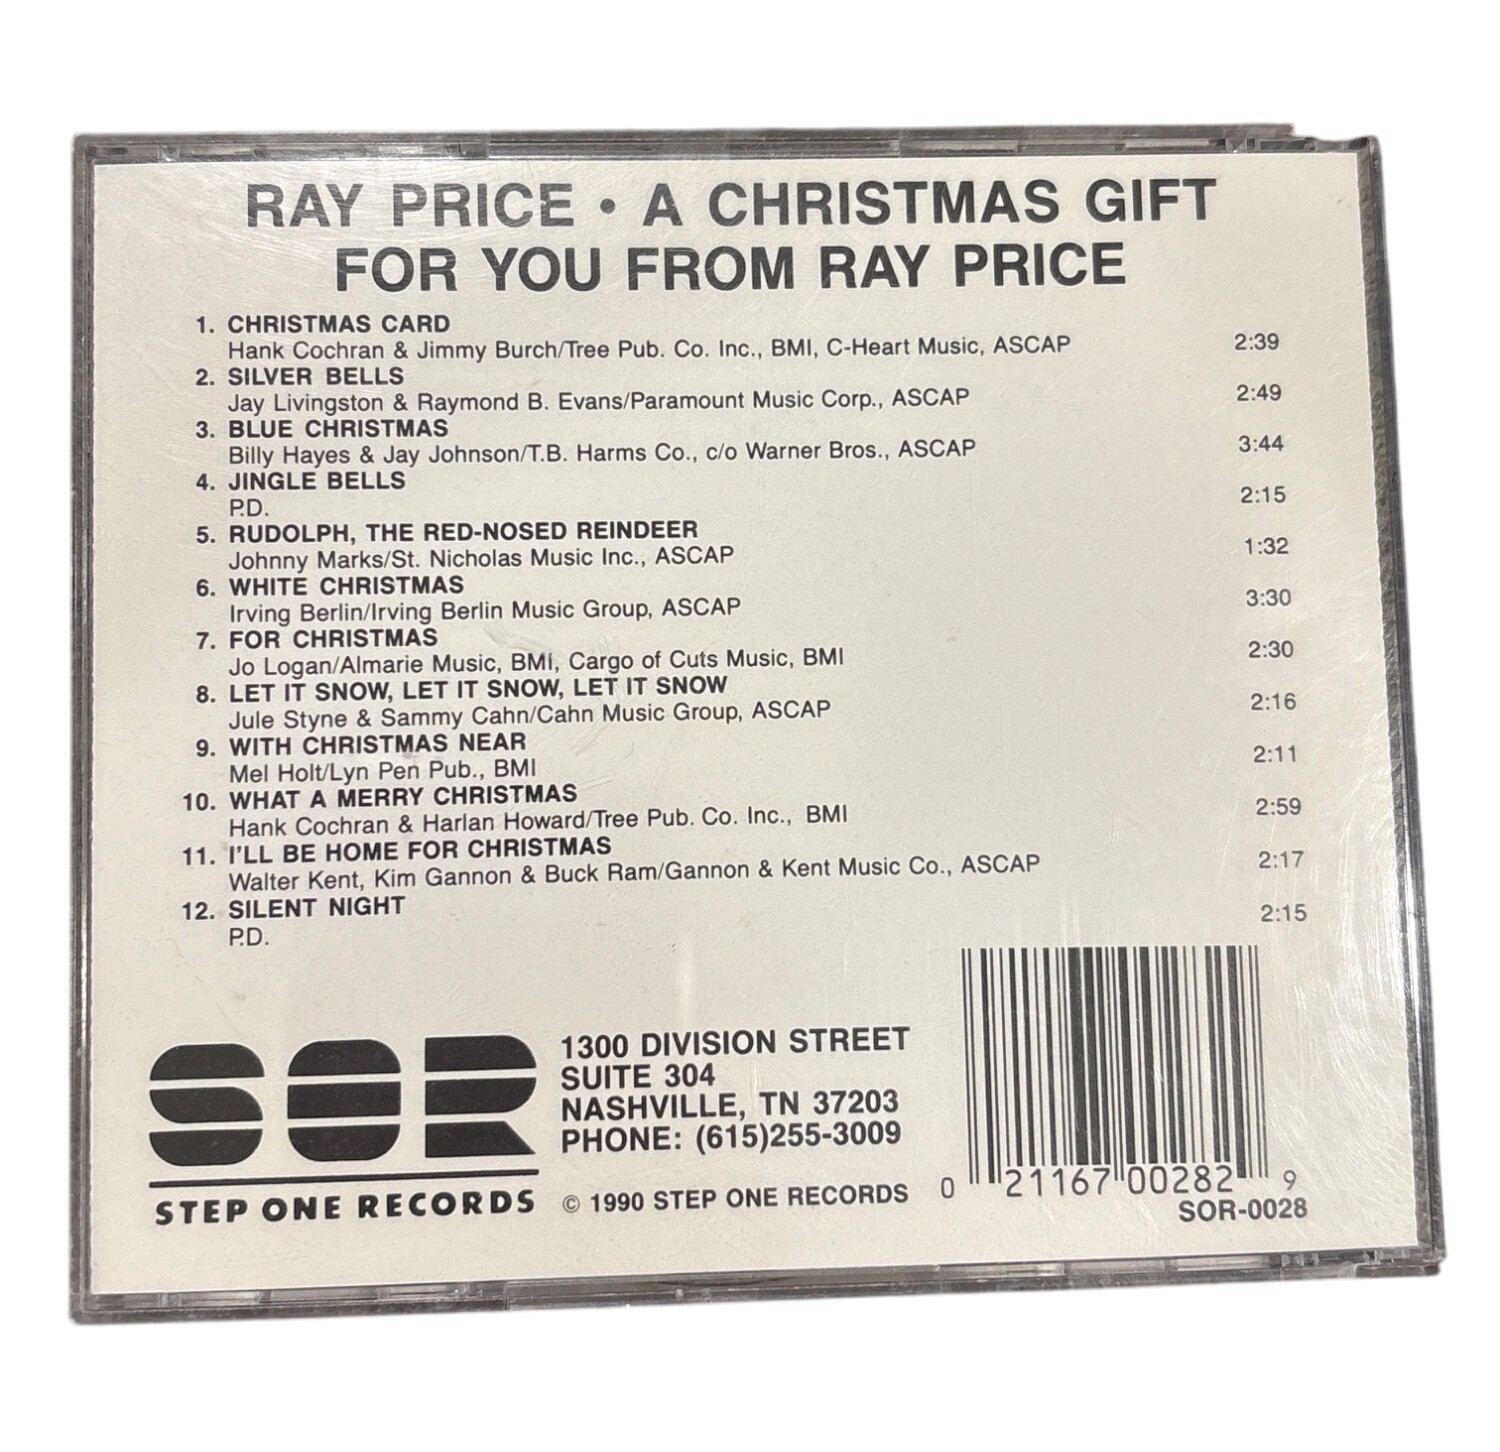 RAY PRICE • A CHRISTMAS GIFT
FOR YOU FROM RAY PRICE
1. CHRISTMAS CARD
Hank Cochran & Jimmy Burch/Tree Pub. Co. Inc., BMI, C-Heart Music, ASCAP 2:39
2. SILVER BELLS
Jay Livingston & Raymond B. Evans/Paramount Music Corp., ASCAP 2:49
3. BLUE CHRISTMAS
Billy Hayes & Jay Johnson/T.B. Harms Co., c/o Warner Bros., ASCAP 3:44
4. JINGLE BELLS
P.D. 2:15
5. RUDOLPH, THE RED-NOSED REINDEER
Johnny Marks/St. Nicholas Music Inc., ASCAP 1:32
6. WHITE CHRISTMAS
Irving Berlin/Irving Berlin Music Group, ASCAP 3:30
7. FOR CHRISTMAS
Jo Logan/Almarie Music, BMI, Cargo of Cuts Music, BMI 2:30
8. LET IT SNOW, LET IT SNOW, LET IT SNOW
Jule Styne & Sammy Cahn/Cahn Music Group, ASCAP 2:16
9. WITH CHRISTMAS NEAR
Mel Holt/Lyn Pen Pub., BMI 2:11
10. WHAT A MERRY CHRISTMAS
Hank Cochran & Harlan Howard/Tree Pub. Co. Inc., BMI 2:59
11. I'LL BE HOME FOR CHRISTMAS
Walter Kent, Kim Gannon & Buck Ram/Gannon & Kent Music Co., ASCAP 2:17
12. SILENT NIGHT
P.D. 2:15
SOR
STEP ONE RECORDS
1300 DIVISION STREET
SUITE 304
NASHVILLE, TN 37203
PHONE: (615)255-3009
© 1990 STEP ONE RECORDS
0 21167 00282 9
SOR-0028